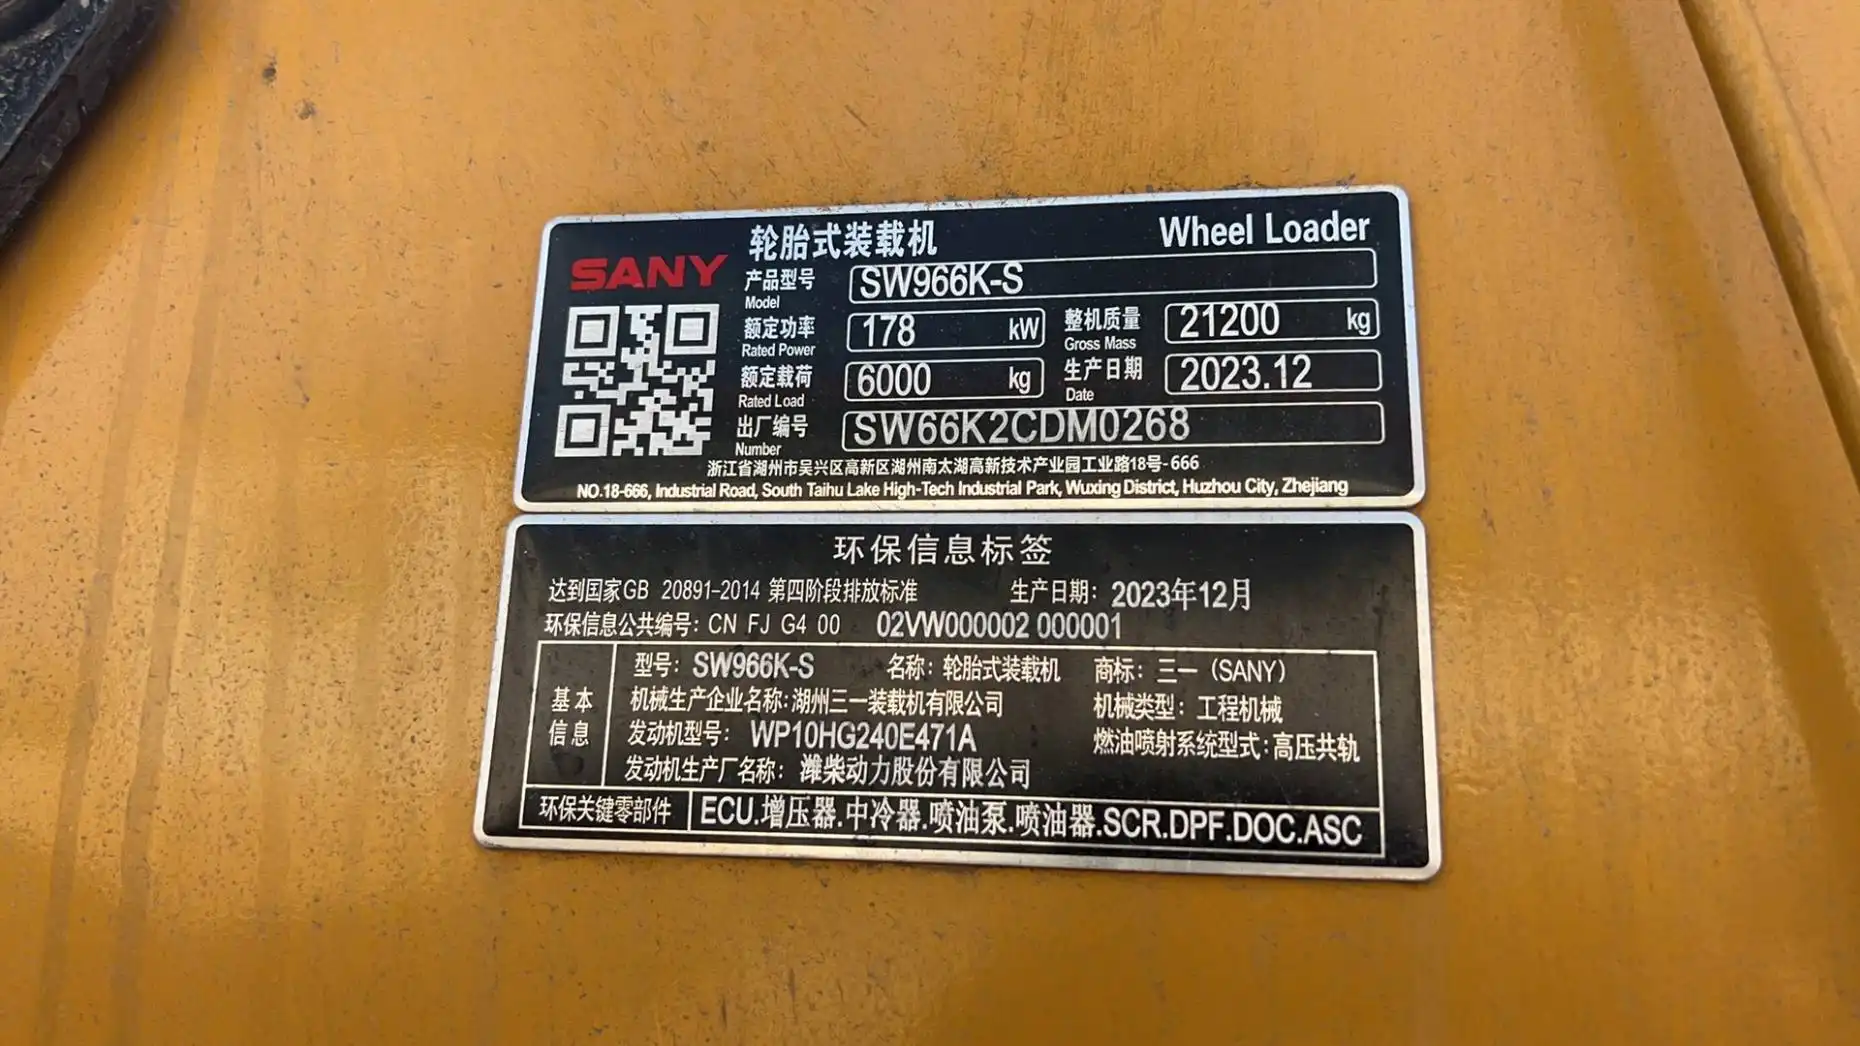 SANY
轮胎式装载机 Wheel Loader
产品型号 Model SW966K-S
额定功率 Rated Power 178 kW 整机质量 Gross Mass 21200 kg
额定载荷 Rated Load 6000 kg 生产日期 Date 2023.12
出厂编号 Number SW66K2CDM0268
浙江省湖州市吴兴区高新区湖州南太湖高新技术产业园工业路18号-666
NO.18-666, Industrial Road, South Taihu Lake High-Tech Industrial Park, Wuxing District, Huzhou City, Zhejiang
环保信息标签
达到国家GB 20891-2014 第四阶段排放标准 生产日期: 2023年12月
环保信息公共编号: CN FJ G4 00 02VW000002 000001
基本信息
型号: SW966K-S 名称: 轮胎式装载机 商标: 三一 (SANY)
机械生产企业名称: 湖州三一装载机有限公司 机械类型: 工程机械
发动机型号: WP10HG240E471A 燃油喷射系统型式: 高压共轨
发动机生产厂名称: 潍柴动力股份有限公司
环保关键零部件 ECU.增压器.中冷器.喷油泵.喷油器.SCR.DPF.DOC.ASC